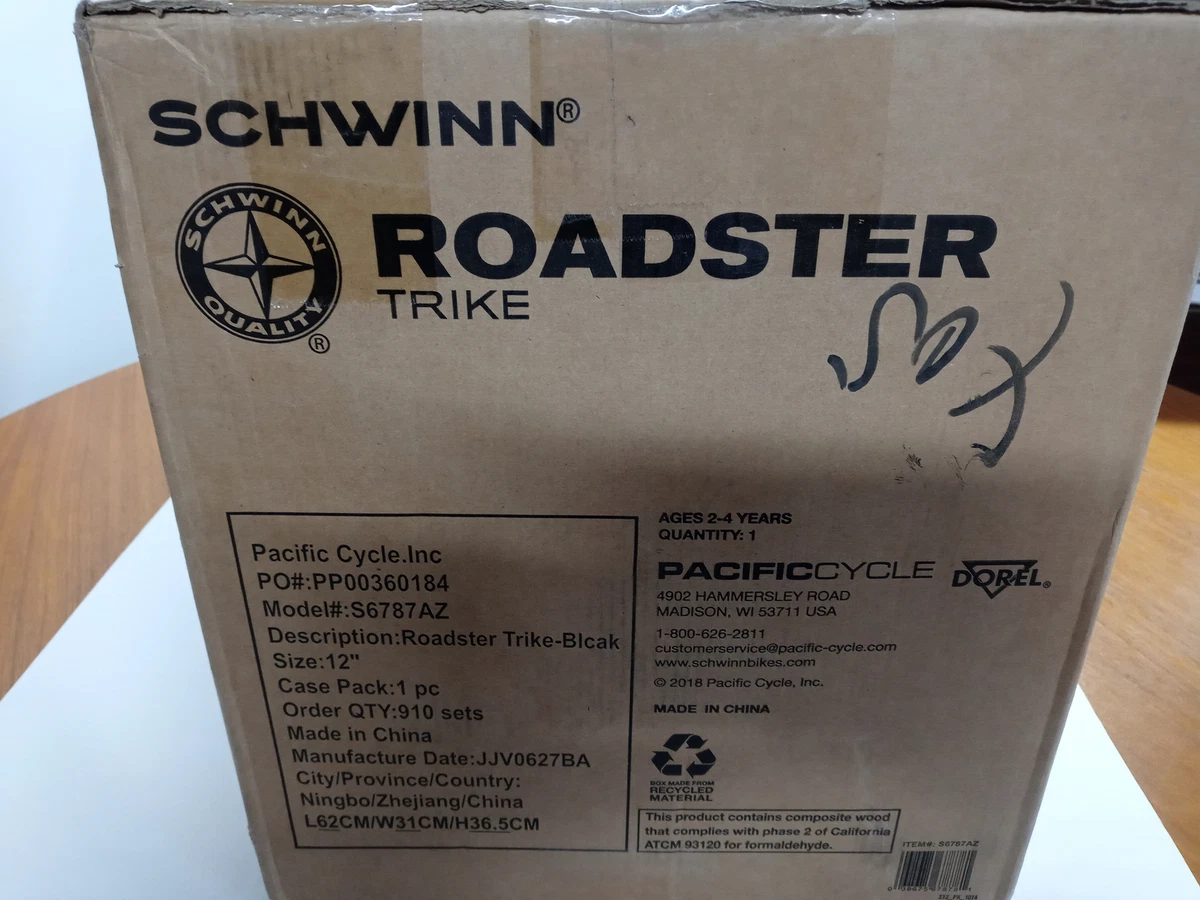 SCHWINN®
SCHWINN
QUALITY
®
ROADSTER
TRIKE
Pacific Cycle.Inc
PO#:PP00360184
Model#:S6787AZ
Description:Roadster Trike-Blcak
Size:12"
Case Pack:1 pc
Order QTY:910 sets
Made in China
Manufacture Date:JJV0627BA
City/Province/Country:
Ningbo/Zhejiang/China
L62CM/W31CM/H36.5CM
AGES 2-4 YEARS
QUANTITY: 1
PACIFICCYCLE DOREL®
4902 HAMMERSLEY ROAD
MADISON, WI 53711 USA
1-800-626-2811
customerservice@pacific-cycle.com
www.schwinnbikes.com
© 2018 Pacific Cycle, Inc.
MADE IN CHINA
BOX MADE FROM
RECYCLED
MATERIAL
This product contains composite wood
that complies with phase 2 of California
ATCM 93120 for formaldehyde.
ITEM#: S6787AZ